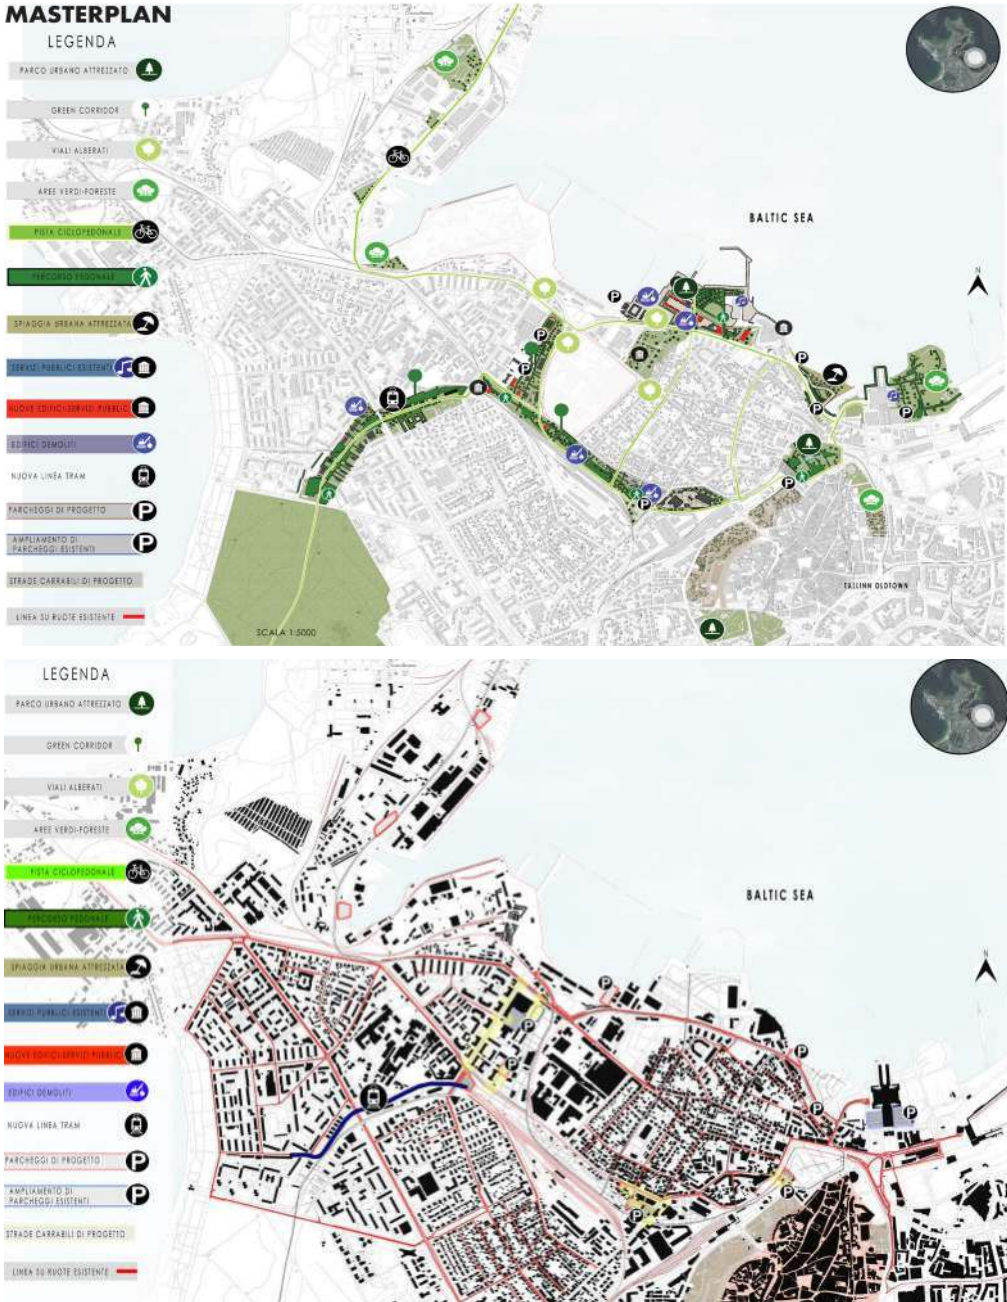 MASTERPLAN
LEGENDA
PARCO URBANO ATTREZZATO
GREEN CORRIDOR
VIALI ALBERATI
AREE VERDI-FORESTE
PISTA CICLOPEDONALE
PERCORSO PEDONALE
SPIAGGIA URBANA ATTREZZATA
SERVIZI PUBBLICI ESISTENTI
NUOVE EDIFICI-SERVIZI PUBBLIC
EDIFICI DEMOLITI
NUOVA LINEA TRAM
PARCHEGGI DI PROGETTO
P
AMPLIAMENTO DI
PARCHEGGI ESISTENTI
P
STRADE CARRABILI DI PROGETTO
LINEA SU RUOTE ESISTENTE
BALTIC SEA
N
P
P
P
P
P
P
P
P
TALLINN OLDTOWN
SCALA 1:5000
LEGENDA
PARCO URBANO ATTREZZATO
GREEN CORRIDOR
VIALI ALBERATI
AREE VERDI-FORESTE
PISTA CICLOPEDONALE
PERCORSO PEDONALE
SPIAGGIA URBANA ATTREZZATA
SERVIZI PUBBLICI ESISTENTI
NUOVE EDIFICI-SERVIZI PUBBLIC
EDIFICI DEMOLITI
NUOVA LINEA TRAM
PARCHEGGI DI PROGETTO
P
AMPLIAMENTO DI
PARCHEGGI ESISTENTI
P
STRADE CARRABILI DI PROGETTO
LINEA SU RUOTE ESISTENTE
BALTIC SEA
N
P
P
P
P
P
P
P